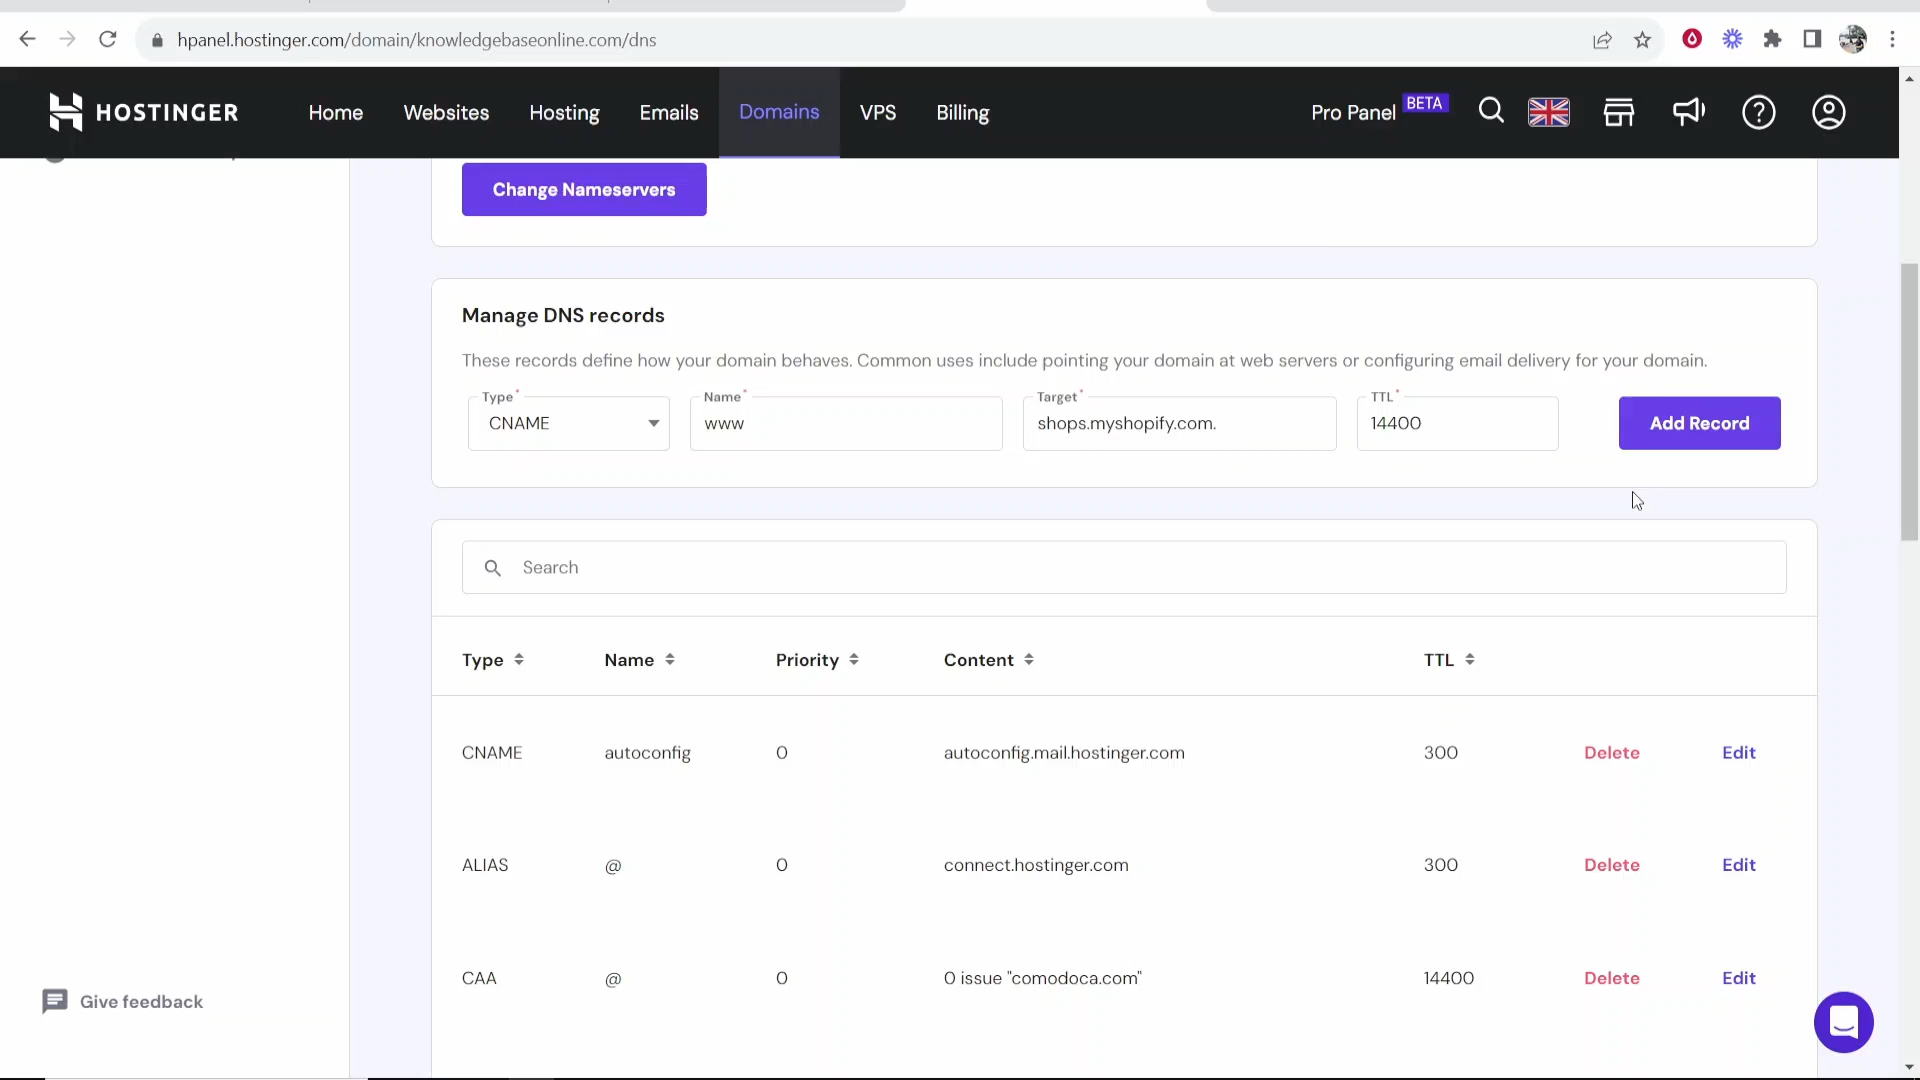 hpanel.hostinger.com/domain/knowledgebaseonline.com/dns
HOSTINGER Home Websites Hosting Emails Domains VPS Billing Pro Panel BETA
Change Nameservers
Manage DNS records
These records define how your domain behaves. Common uses include pointing your domain at web servers or configuring email delivery for your domain.
Type* Name* Target* TTL*
CNAME www shops.myshopify.com. 14400 Add Record
Search
Type Name Priority Content TTL
CNAME autoconfig 0 autoconfig.mail.hostinger.com 300 Delete Edit
ALIAS @ 0 connect.hostinger.com 300 Delete Edit
CAA @ 0 0 issue "comodoca.com" 14400 Delete Edit
Give feedback